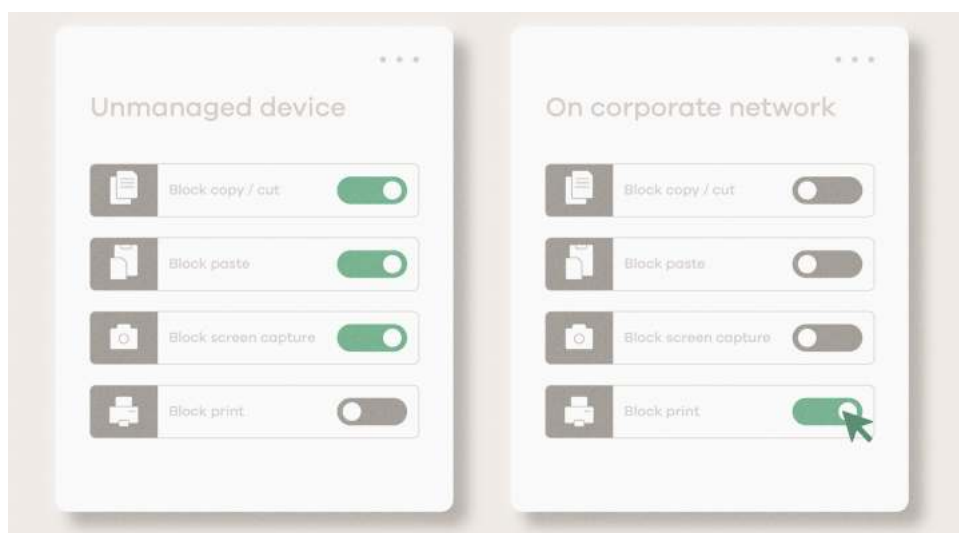 Unmanaged device
Block copy / cut
Block paste
Block screen capture
Block print
On corporate network
Block copy / cut
Block paste
Block screen capture
Block print